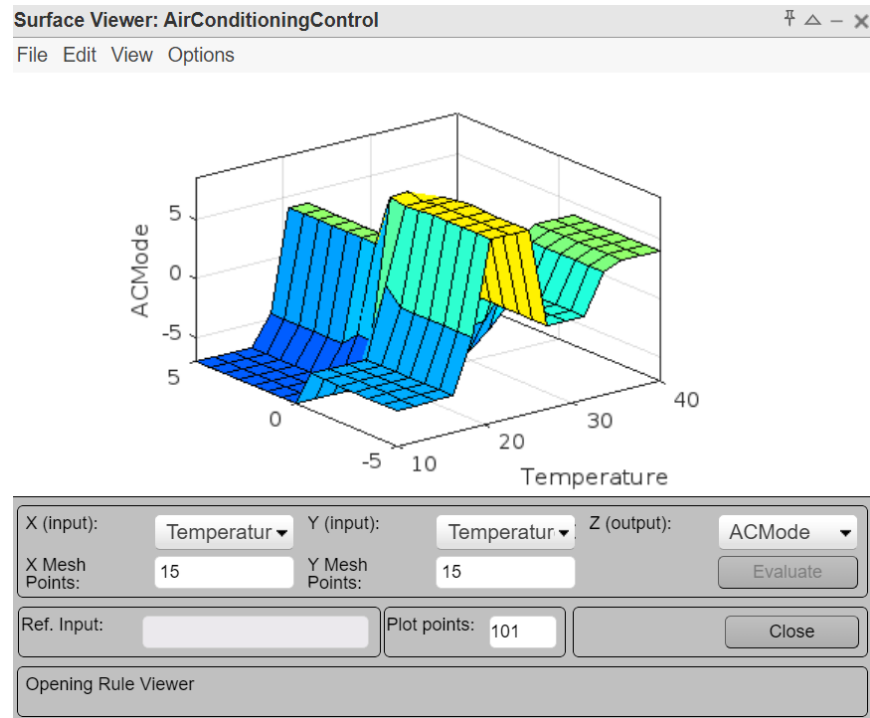 Surface Viewer: AirConditioningControl
File Edit View Options
ACMode
5
0
-5
5
0
-5
10
20
30
40
Temperature
X (input):
Temperatur
Y (input):
Temperatur
Z (output):
ACMode
X Mesh
Points:
15
Y Mesh
Points:
15
Evaluate
Ref. Input:
Plot points:
101
Close
Opening Rule Viewer